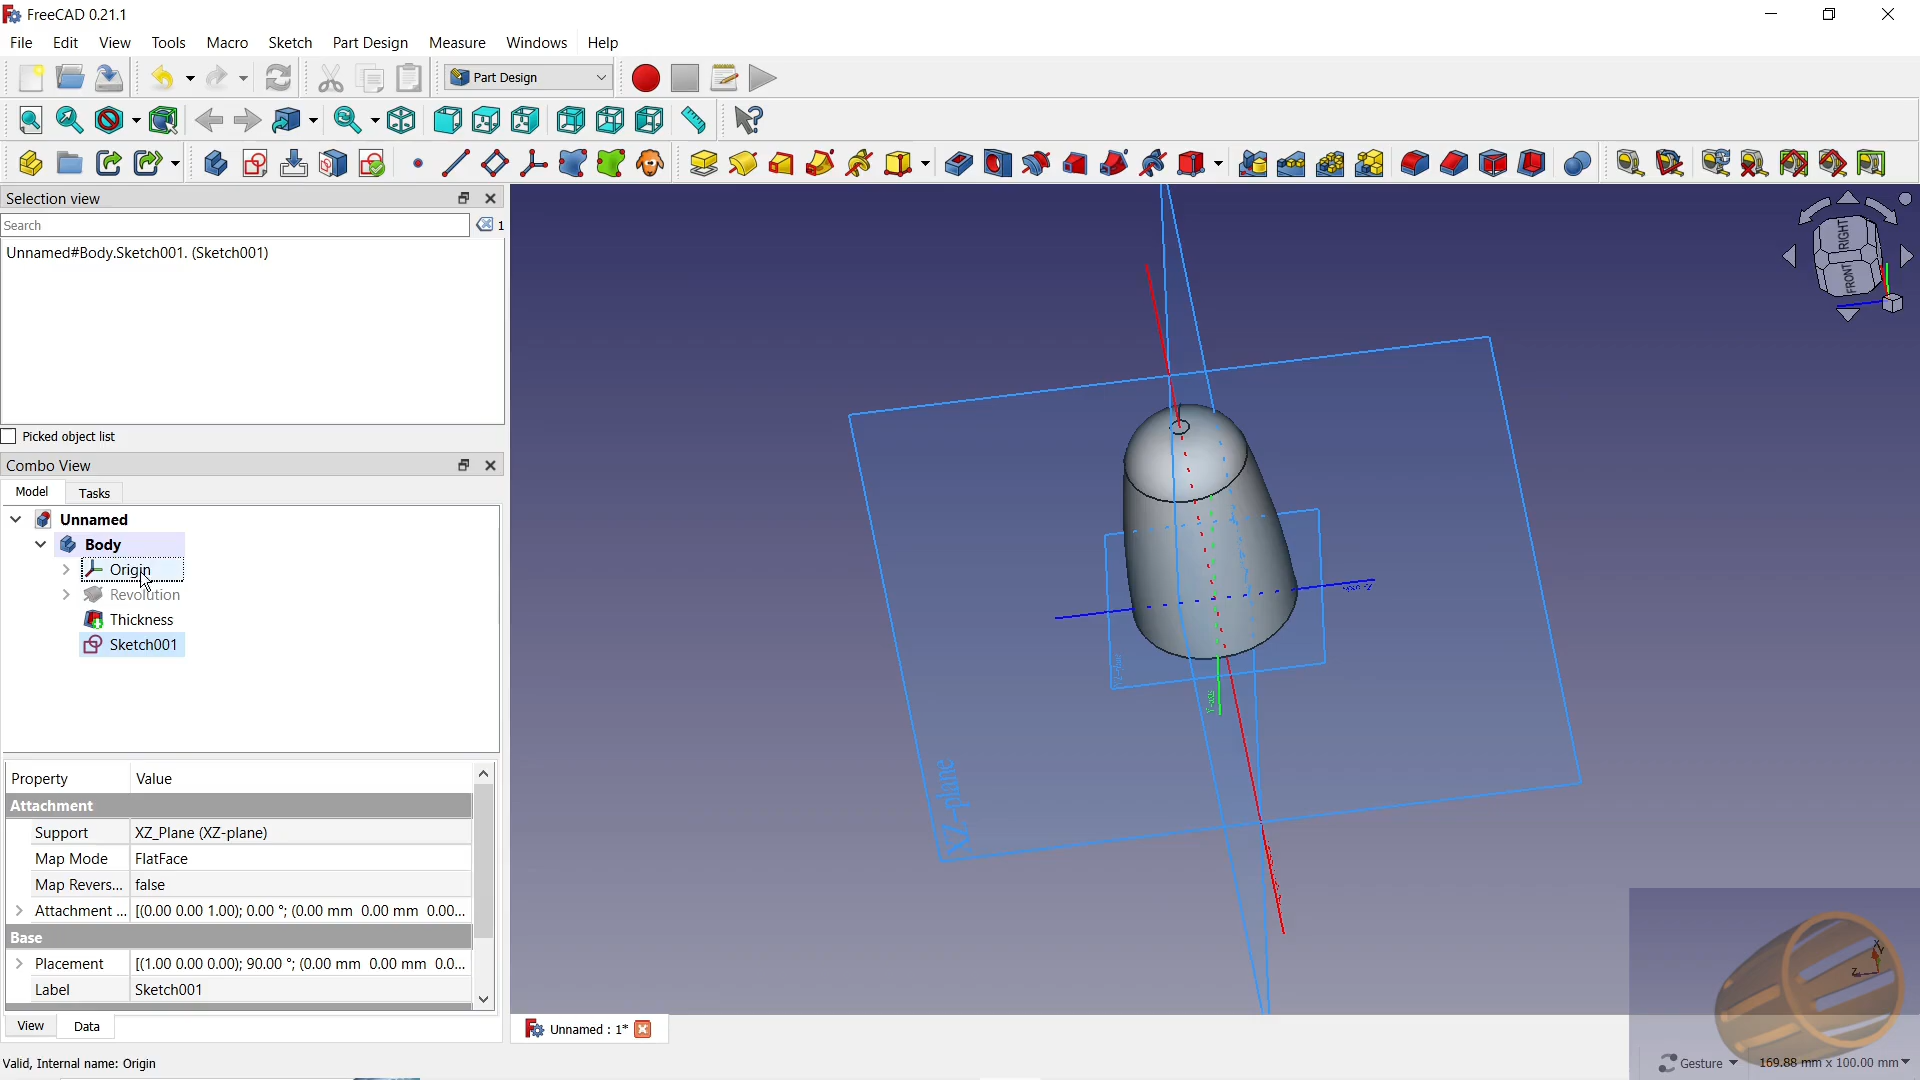 FreeCAD 0.21.1
File Edit View Tools Macro Sketch Part Design Measure Windows Help
Part Design
Selection view
Search
1
Unnamed#Body.Sketch001. (Sketch001)
Picked object list
Combo View
Model Tasks
Unnamed
Body
Origin
Revolution
Thickness
Sketch001
Property Value
Attachment
Support XZ_Plane (XZ-plane)
Map Mode FlatFace
Map Revers... false
Attachment ... [(0.00 0.00 1.00); 0.00 °; (0.00 mm 0.00 mm 0.00...
Base
Placement [(1.00 0.00 0.00); 90.00 °; (0.00 mm 0.00 mm 0.0...
Label Sketch001
View Data
Valid, Internal name: Origin
RIGHT
FRONT
XZ-plane
Y-axis
X
Y
Z
Unnamed : 1*
Gesture
169.88 mm x 100.00 mm